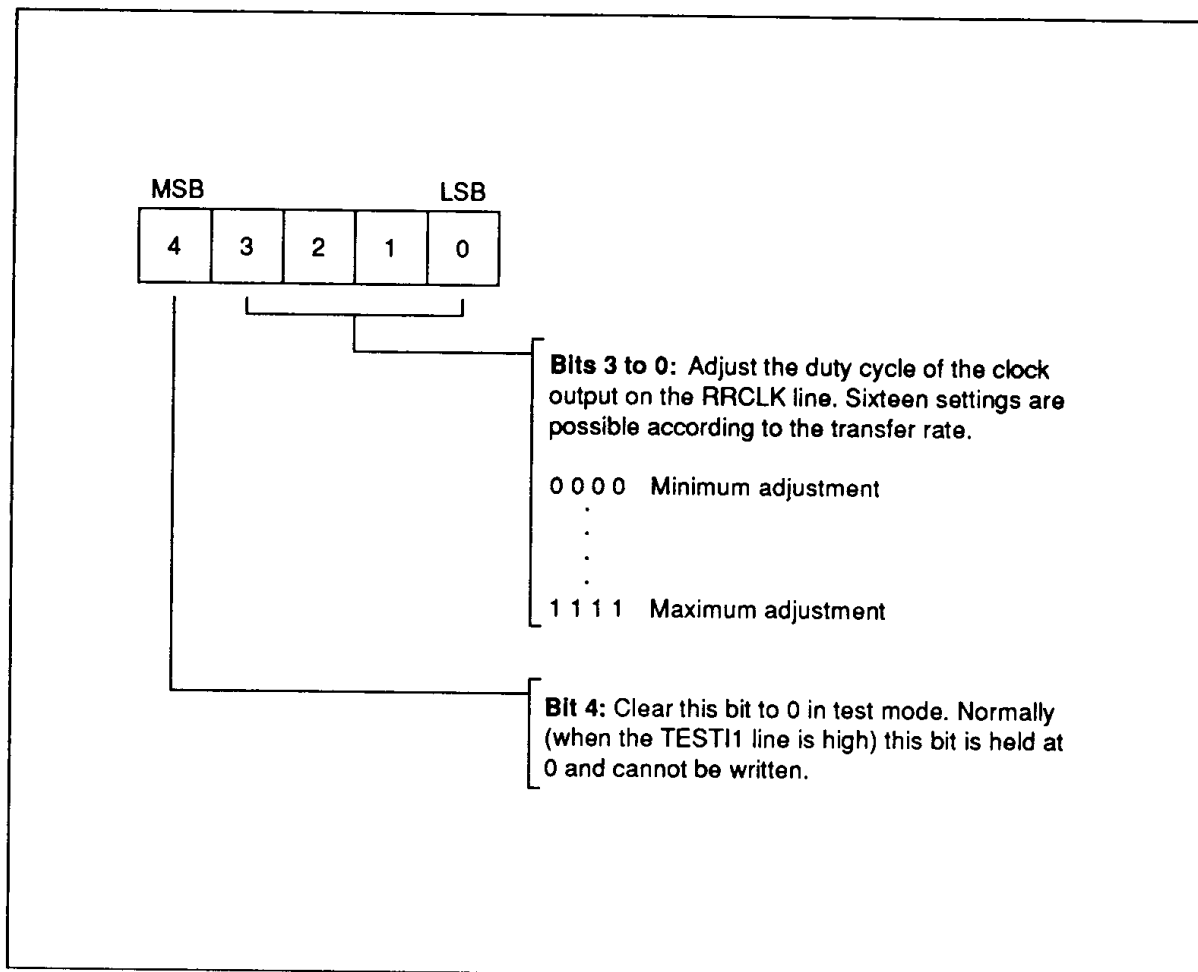 MSB LSB
4 3 2 1 0
Bits 3 to 0: Adjust the duty cycle of the clock
output on the RRCLK line. Sixteen settings are
possible according to the transfer rate.
0 0 0 0 Minimum adjustment
.
.
.
.
1 1 1 1 Maximum adjustment
Bit 4: Clear this bit to 0 in test mode. Normally
(when the TESTI1 line is high) this bit is held at
0 and cannot be written.